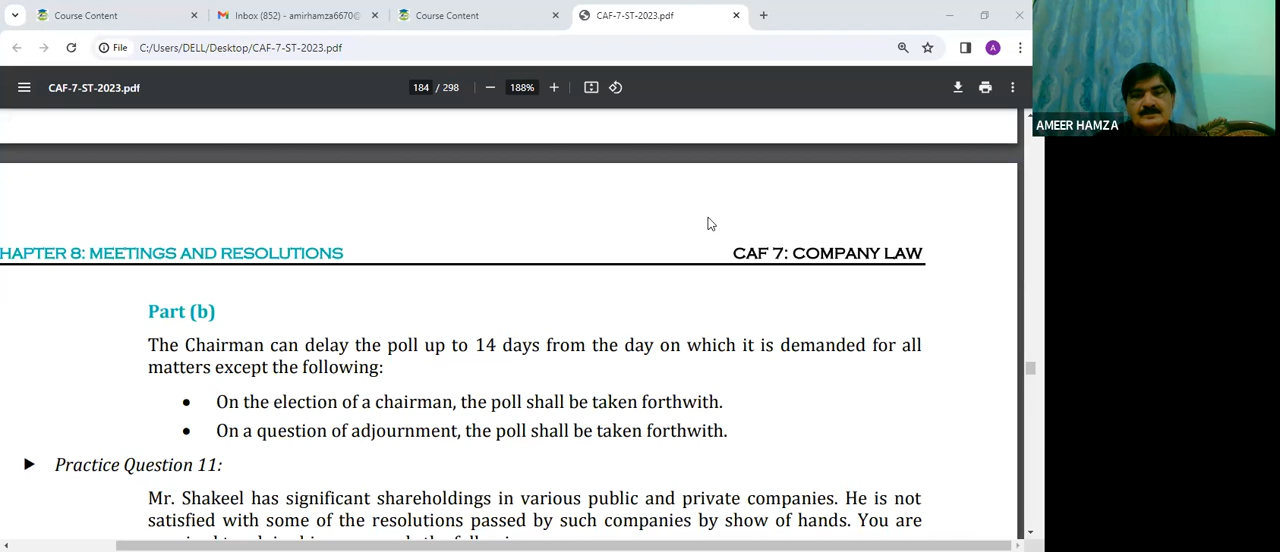 Course Content
Inbox (852) - amirhamza6670@
Course Content
CAF-7-ST-2023.pdf
File
C:/Users/DELL/Desktop/CAF-7-ST-2023.pdf
A
CAF-7-ST-2023.pdf
184 / 298
188%
AMEER HAMZA
HAPTER 8: MEETINGS AND RESOLUTIONS
CAF 7: COMPANY LAW
Part (b)
The Chairman can delay the poll up to 14 days from the day on which it is demanded for all
matters except the following:
• On the election of a chairman, the poll shall be taken forthwith.
• On a question of adjournment, the poll shall be taken forthwith.
Practice Question 11:
Mr. Shakeel has significant shareholdings in various public and private companies. He is not
satisfied with some of the resolutions passed by such companies by show of hands. You are